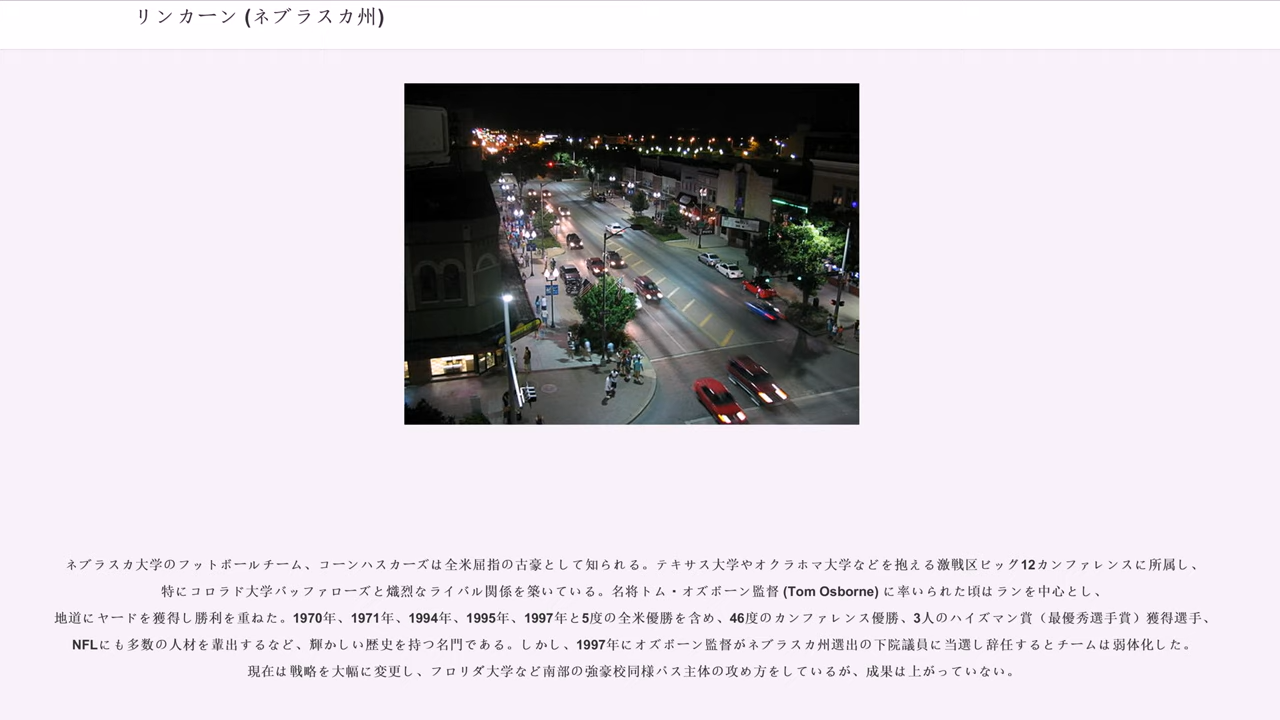 リンカーン (ネブラスカ州)
ネブラスカ大学のフットボールチーム、コーンハスカーズは全米屈指の古豪として知られる。テキサス大学やオクラホマ大学などを抱える激戦区ビッグ12カンファレンスに所属し、
特にコロラド大学バッファローズと熾烈なライバル関係を築いている。名将トム・オズボーン監督 (Tom Osborne) に率いられた頃はランを中心とし、
地道にヤードを獲得し勝利を重ねた。1970年、1971年、1994年、1995年、1997年と5度の全米優勝を含め、46度のカンファレンス優勝、3人のハイズマン賞（最優秀選手賞）獲得選手、
NFLにも多数の人材を輩出するなど、輝かしい歴史を持つ名門である。しかし、1997年にオズボーン監督がネブラスカ州選出の下院議員に当選し辞任するとチームは弱体化した。
現在は戦略を大幅に変更し、フロリダ大学など南部の強豪校同様パス主体の攻め方をしているが、成果は上がっていない。